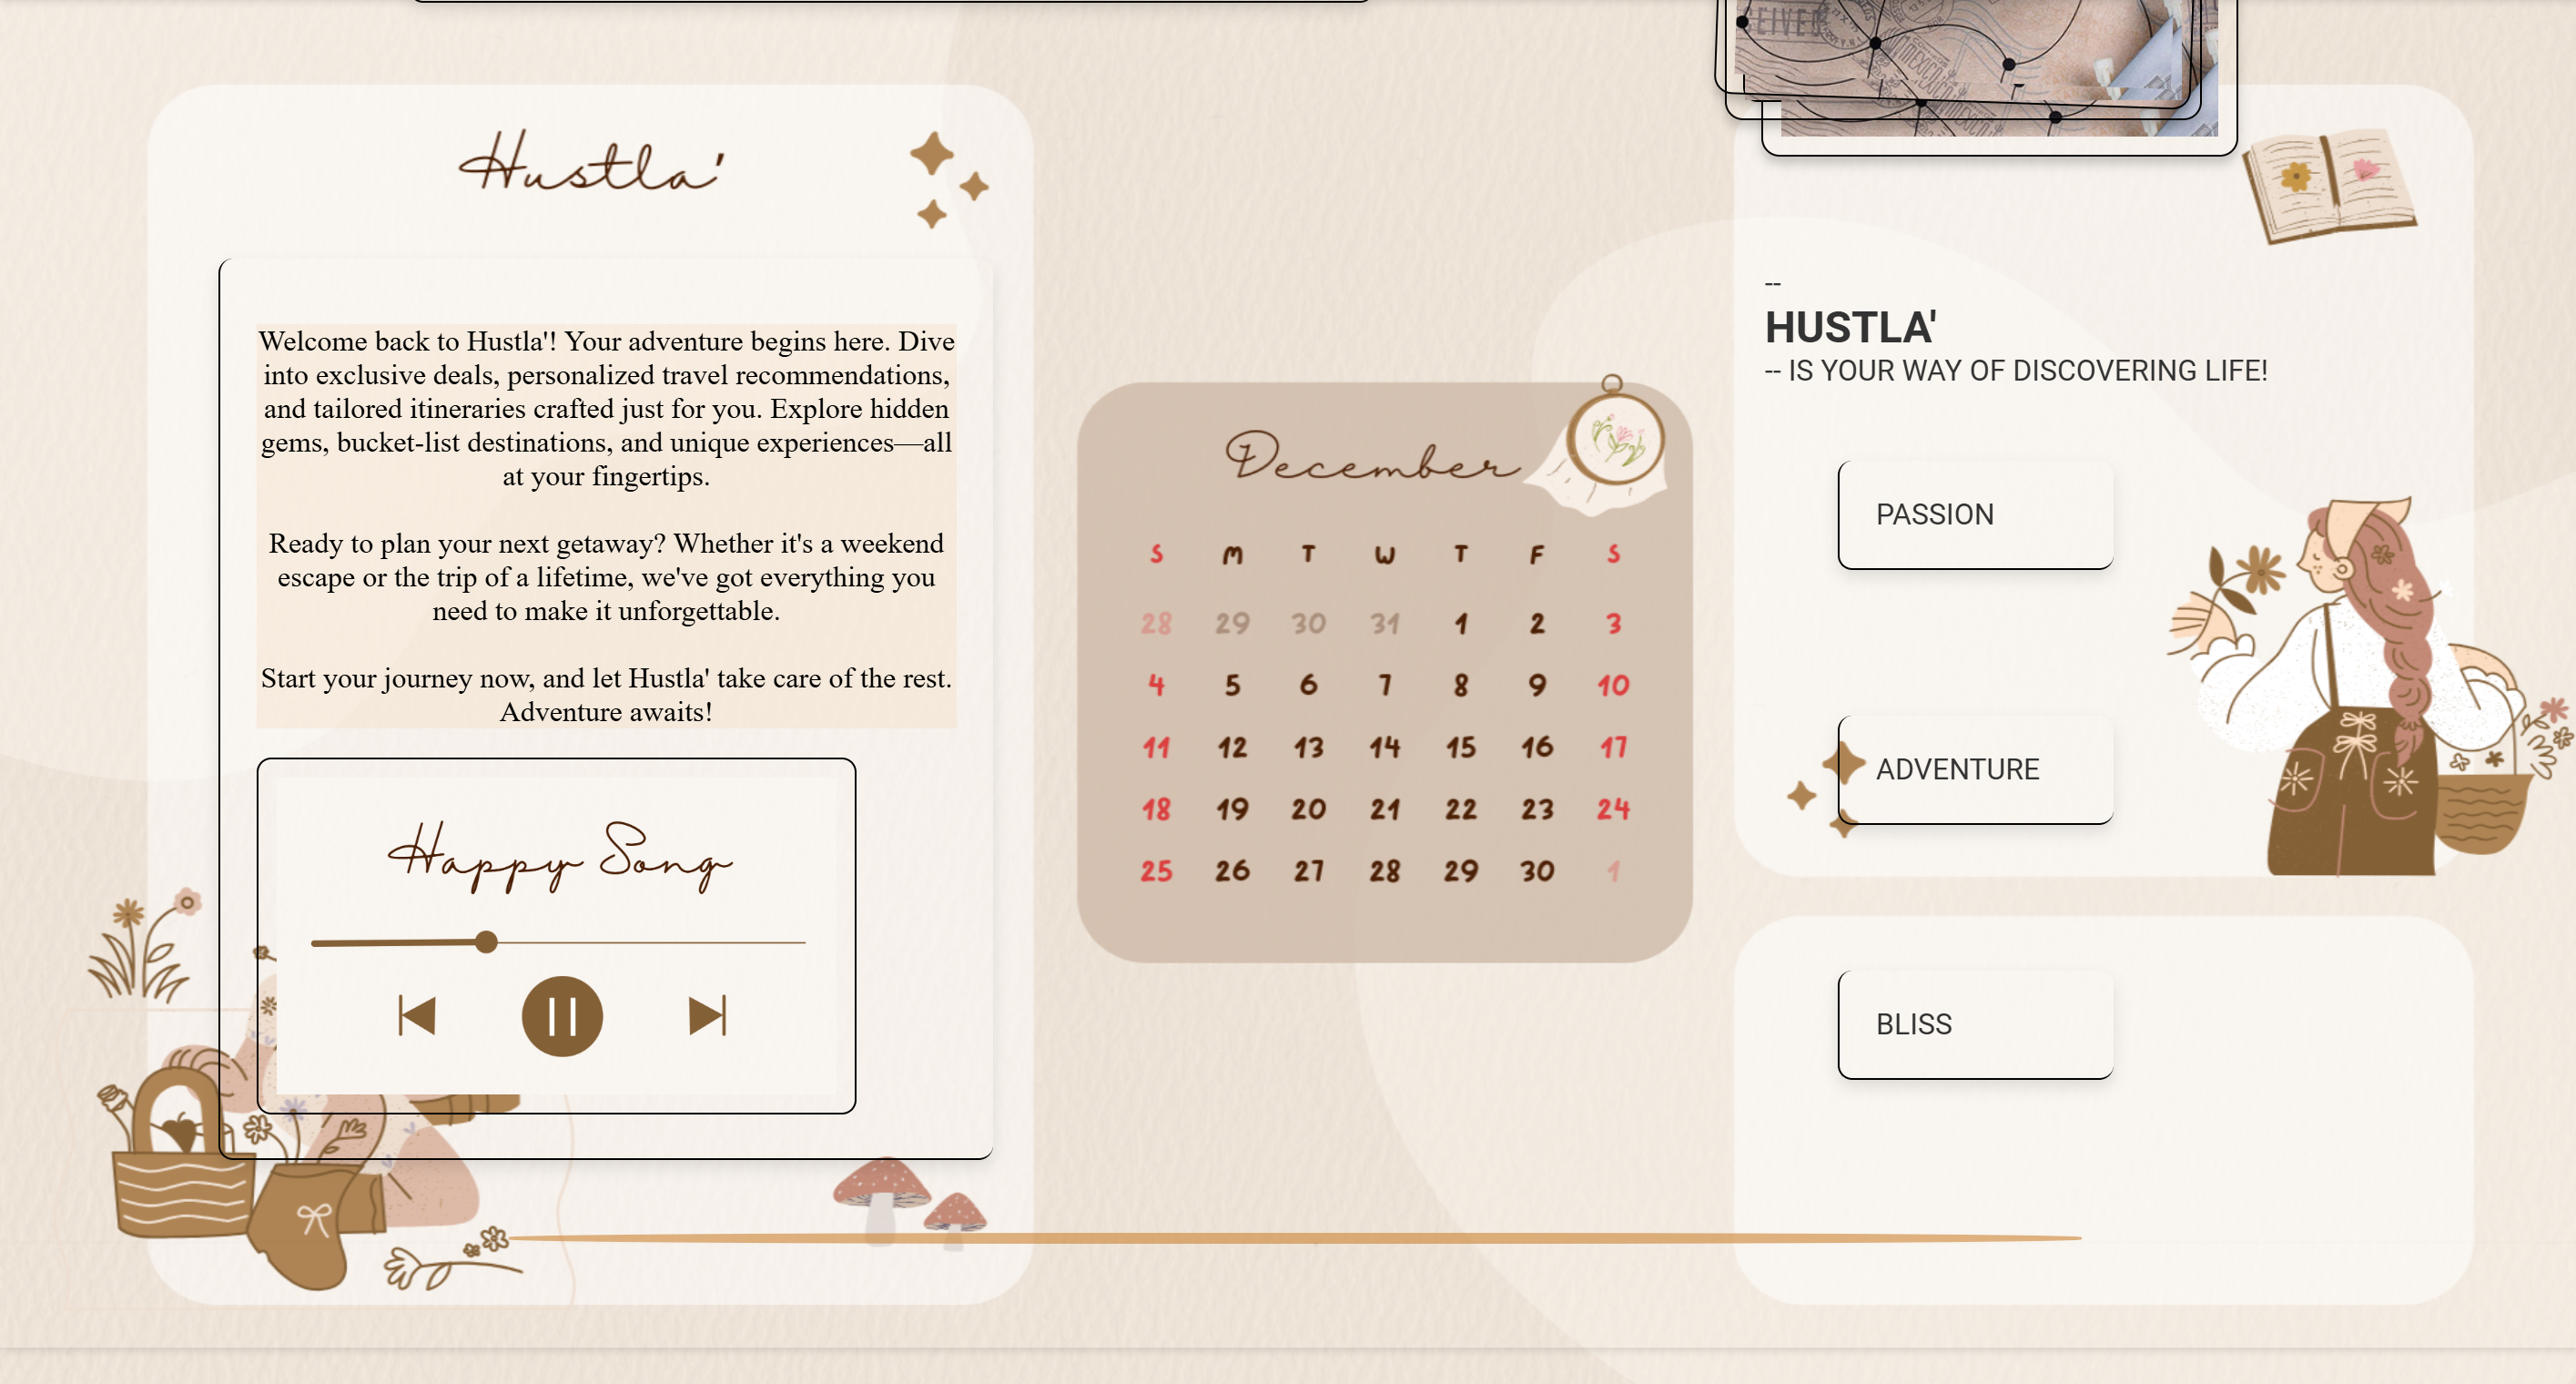 Hustla'
Welcome back to Hustla'! Your adventure begins here. Dive
into exclusive deals, personalized travel recommendations,
and tailored itineraries crafted just for you. Explore hidden
gems, bucket-list destinations, and unique experiences—all
at your fingertips.
Ready to plan your next getaway? Whether it's a weekend
escape or the trip of a lifetime, we've got everything you
need to make it unforgettable.
Start your journey now, and let Hustla' take care of the rest.
Adventure awaits!
Happy Song
December
S M T W T F S
28 29 30 31 1 2 3
4 5 6 7 8 9 10
11 12 13 14 15 16 17
18 19 20 21 22 23 24
25 26 27 28 29 30 1
MEXICO
--
HUSTLA'
-- IS YOUR WAY OF DISCOVERING LIFE!
PASSION
ADVENTURE
BLISS